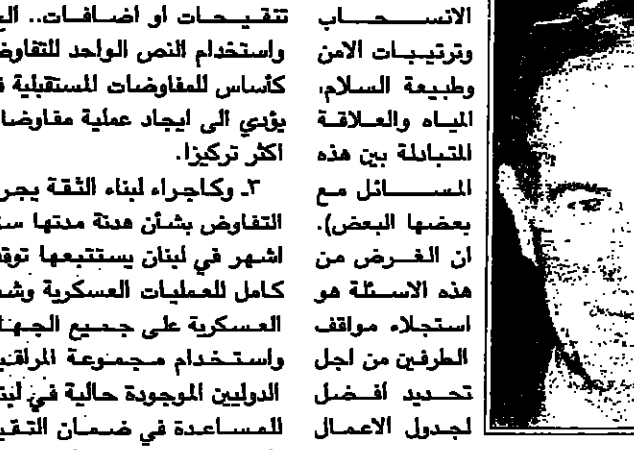 الانسحاب
وترتيبات الامن
وطبيعة السلام،
المياه والعلاقة
المتبادلة بين هذه
المسائل مع
بعضها البعض).
ان الغرض من
هذه الاسئلة هو
استجلاء مواقف
الطرفين من اجل
تحديد افضل
لجدول الاعمال
تتقيحات او اضافات..
واستخدام النص الواحد
كأساس للمفاوضات المستقبلية
يؤدي الى ايجاد عملية
اكثر تركيزا.
٣ـ وكاجراء لبناء الثقة
التفاوض بشأن هدنة مدتها
اشهر في لبنان يستتبعها
كامل للعمليات العسكرية
العسكرية على جميع
واستخدام مجموعة
الدوليين الموجودة حالية في
للمساعدة في ضمان